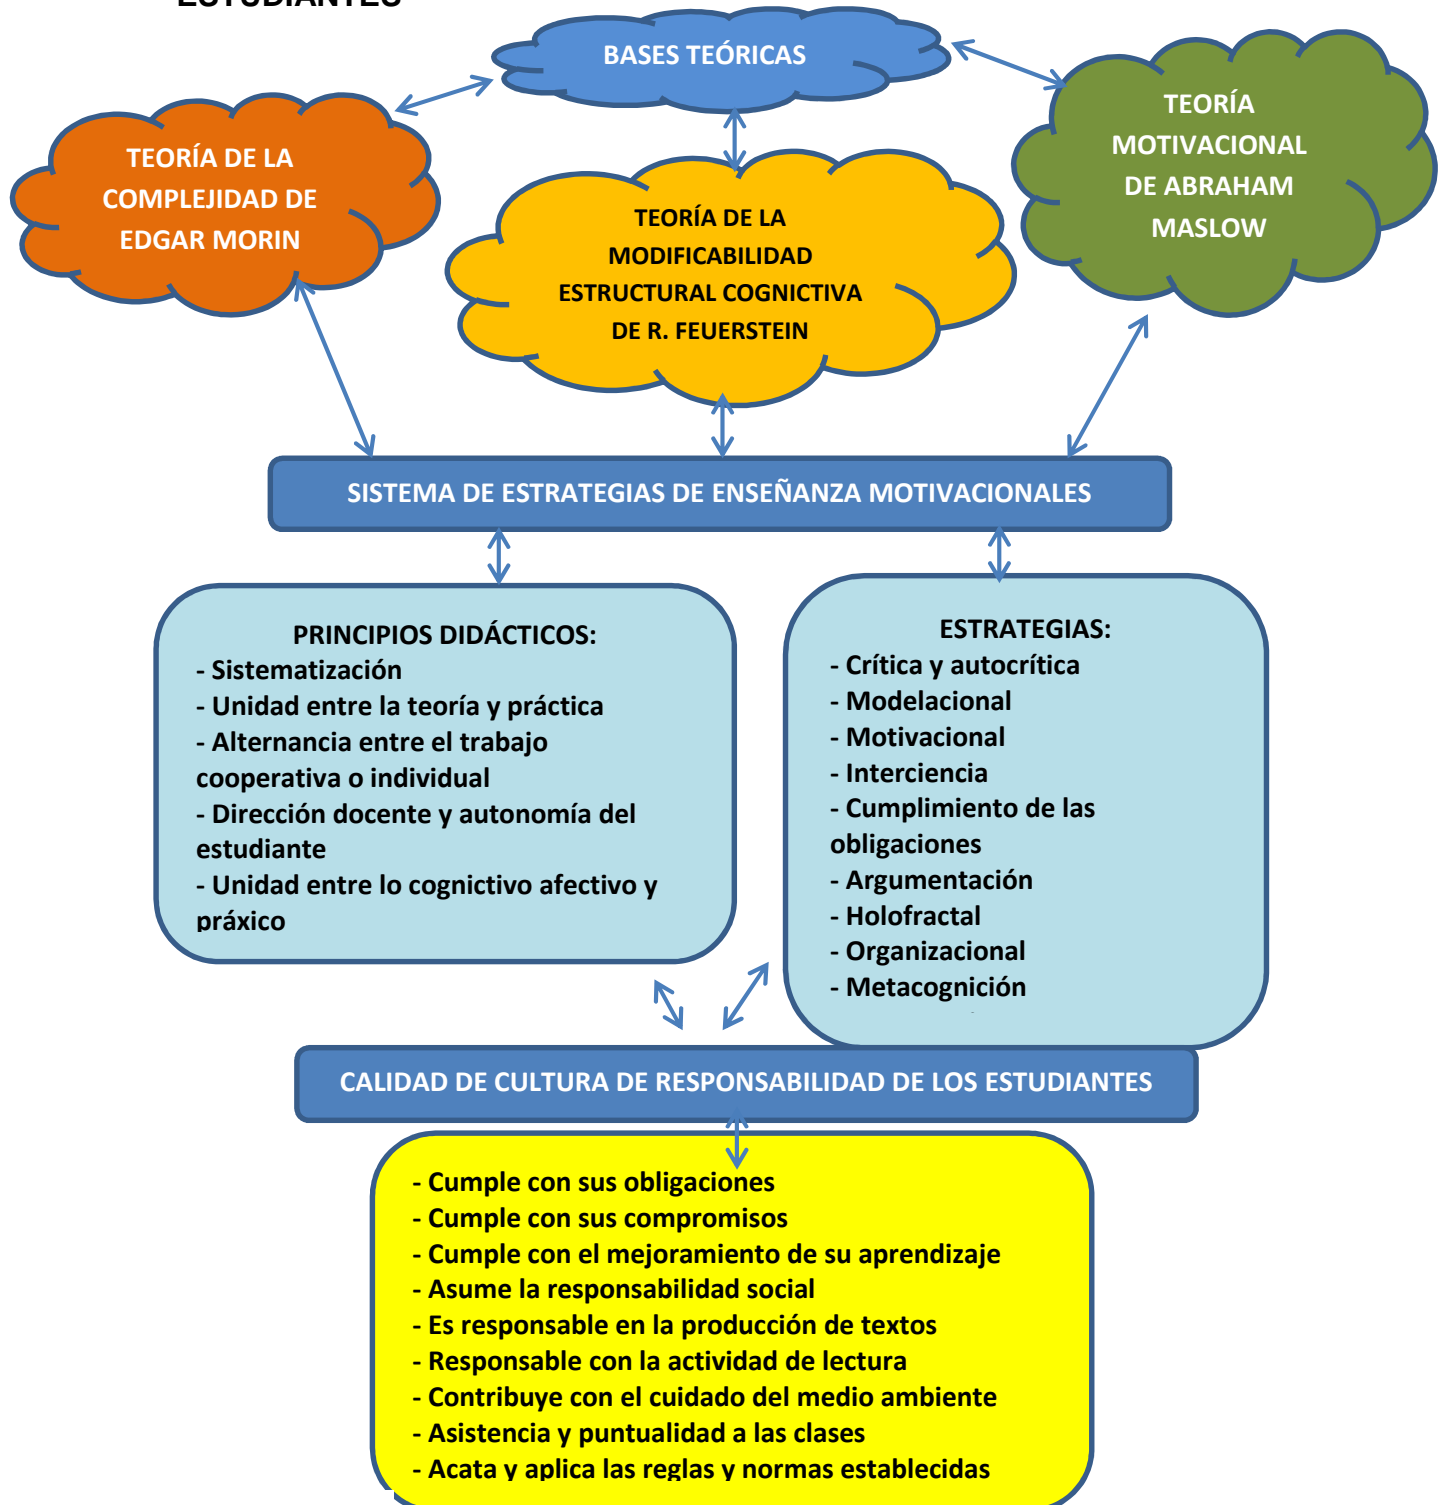 ESTUDIANTES
BASES TEÓRICAS
TEORÍA DE LA
COMPLEJIDAD DE
EDGAR MORIN
TEORÍA DE LA
MODIFICABILIDAD
ESTRUCTURAL COGNICTIVA
DE R. FEUERSTEIN
TEORÍA
MOTIVACIONAL
DE ABRAHAM
MASLOW
SISTEMA DE ESTRATEGIAS DE ENSEÑANZA MOTIVACIONALES
PRINCIPIOS DIDÁCTICOS:
- Sistematización
- Unidad entre la teoría y práctica
- Alternancia entre el trabajo
cooperativa o individual
- Dirección docente y autonomía del
estudiante
- Unidad entre lo cognictivo afectivo y
práxico
ESTRATEGIAS:
- Crítica y autocrítica
- Modelacional
- Motivacional
- Interciencia
- Cumplimiento de las
obligaciones
- Argumentación
- Holofractal
- Organizacional
- Metacognición
CALIDAD DE CULTURA DE RESPONSABILIDAD DE LOS ESTUDIANTES
- Cumple con sus obligaciones
- Cumple con sus compromisos
- Cumple con el mejoramiento de su aprendizaje
- Asume la responsabilidad social
- Es responsable en la producción de textos
- Responsable con la actividad de lectura
- Contribuye con el cuidado del medio ambiente
- Asistencia y puntualidad a las clases
- Acata y aplica las reglas y normas establecidas